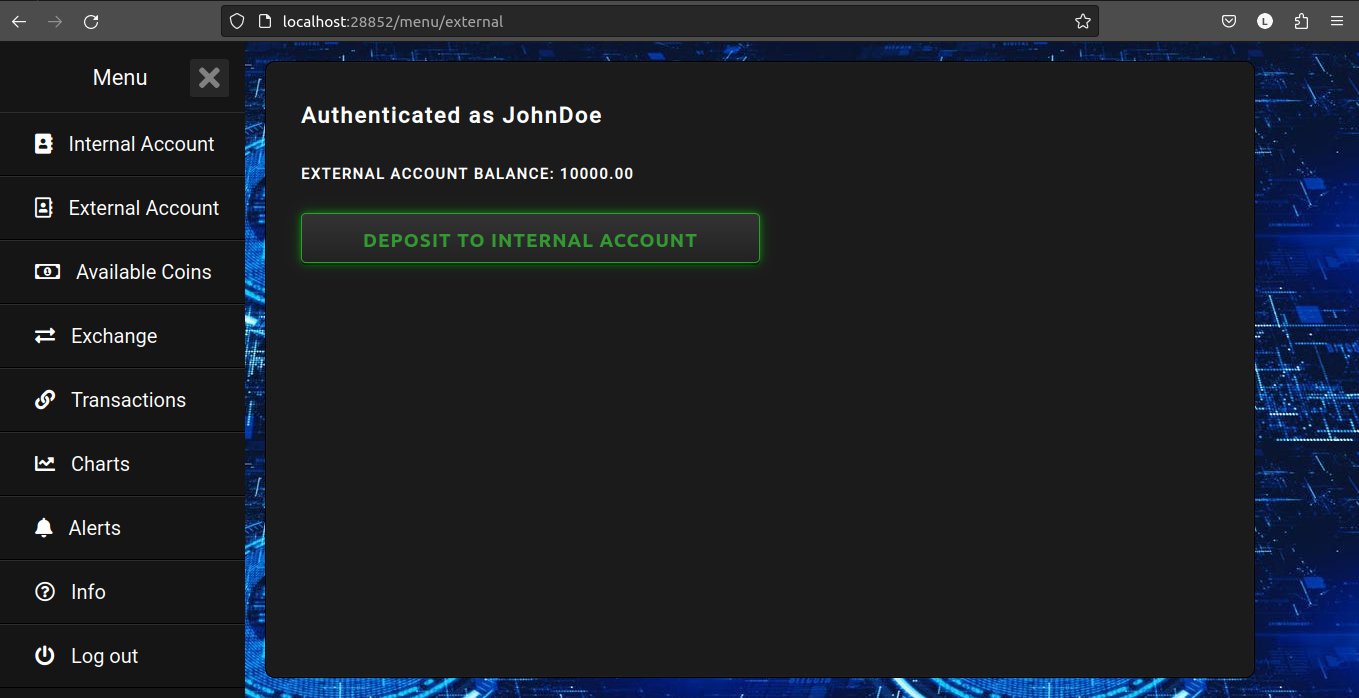 localhost:28852/menu/external
L
Menu
Internal Account
External Account
Available Coins
Exchange
Transactions
Charts
Alerts
Info
Log out
Authenticated as JohnDoe
EXTERNAL ACCOUNT BALANCE: 10000.00
DEPOSIT TO INTERNAL ACCOUNT